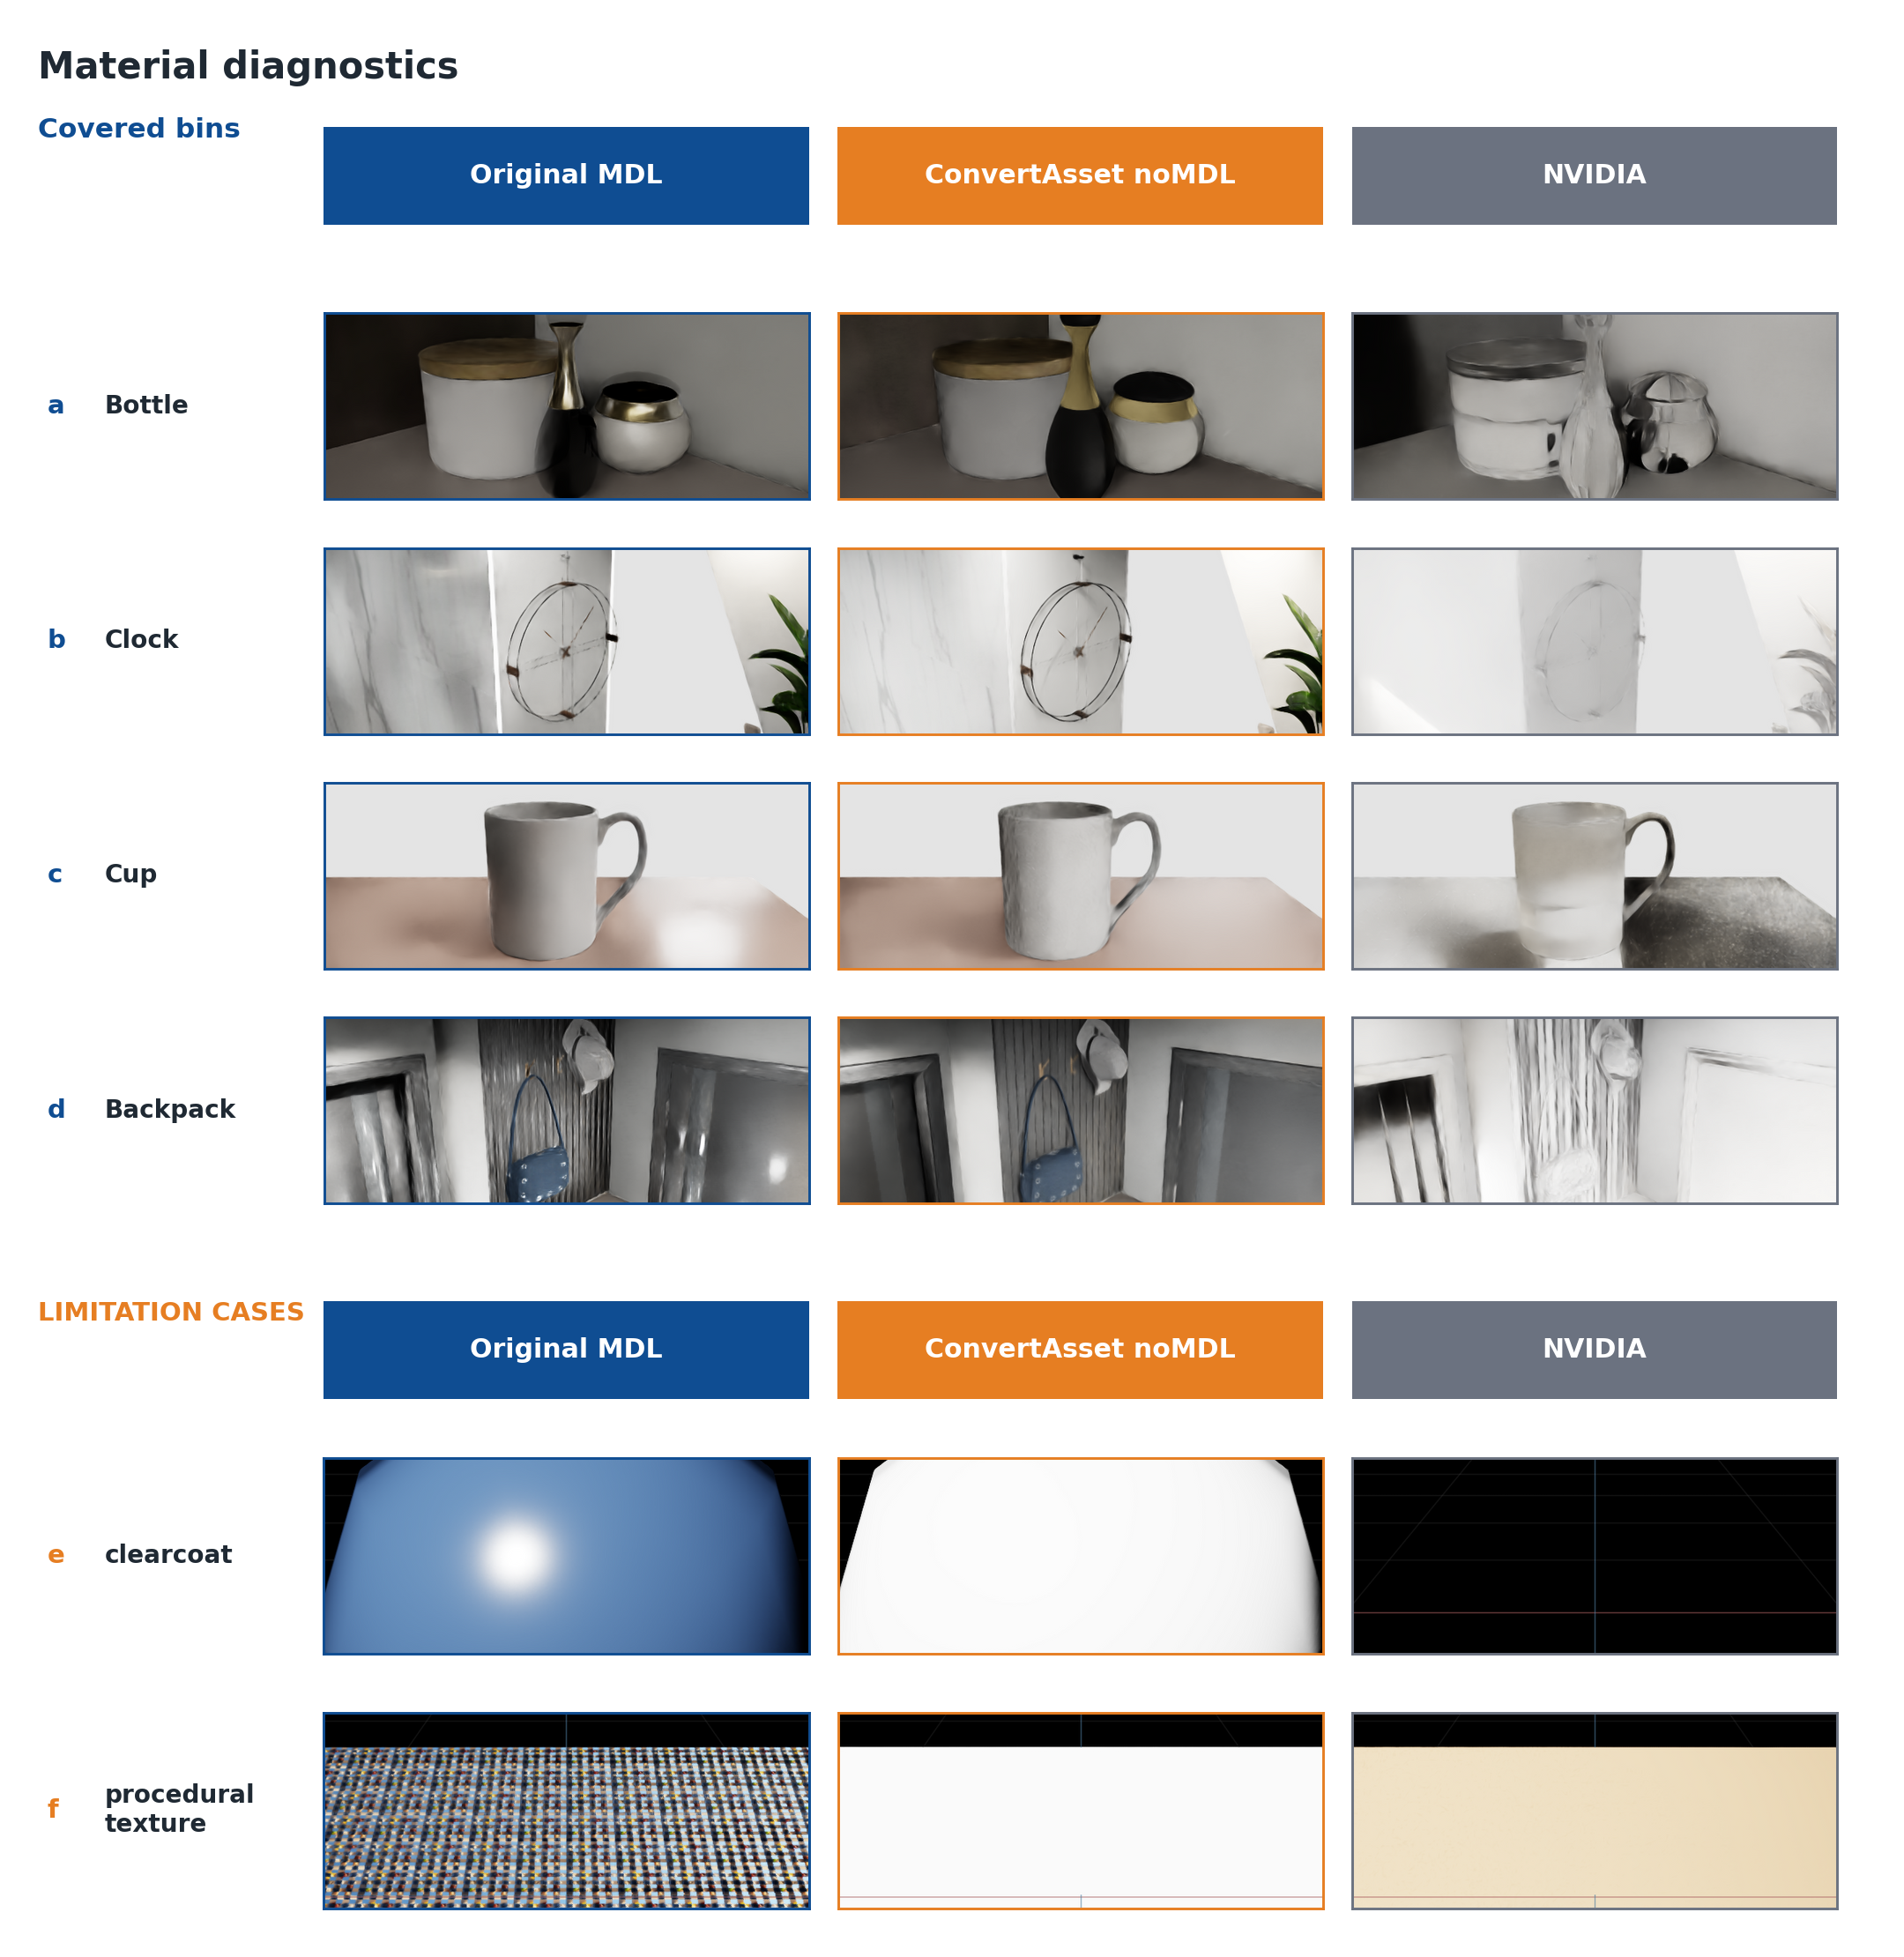 Material diagnostics
Covered bins
Original MDL
ConvertAsset noMDL
NVIDIA
a Bottle
b Clock
c Cup
d Backpack
LIMITATION CASES
Original MDL
ConvertAsset noMDL
NVIDIA
e clearcoat
f procedural
texture